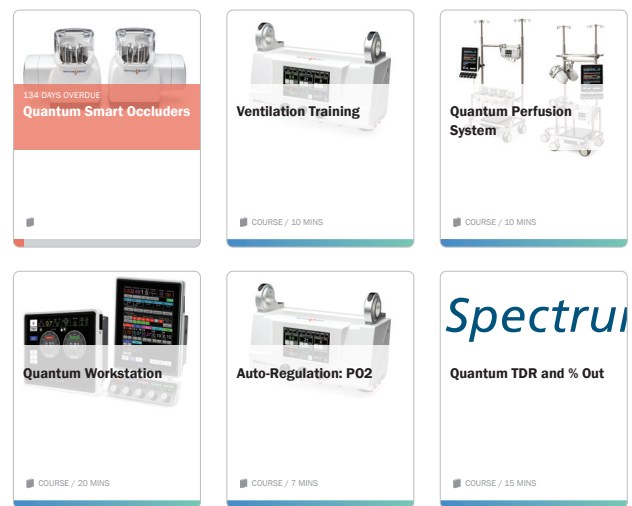 134 DAYS OVERDUE
Quantum Smart Occluders
Ventilation Training
COURSE / 10 MINS
Quantum Perfusion
System
COURSE / 10 MINS
Quantum Workstation
COURSE / 20 MINS
Auto-Regulation: PO2
COURSE / 7 MINS
Spectru
Quantum TDR and % Out
COURSE / 15 MINS